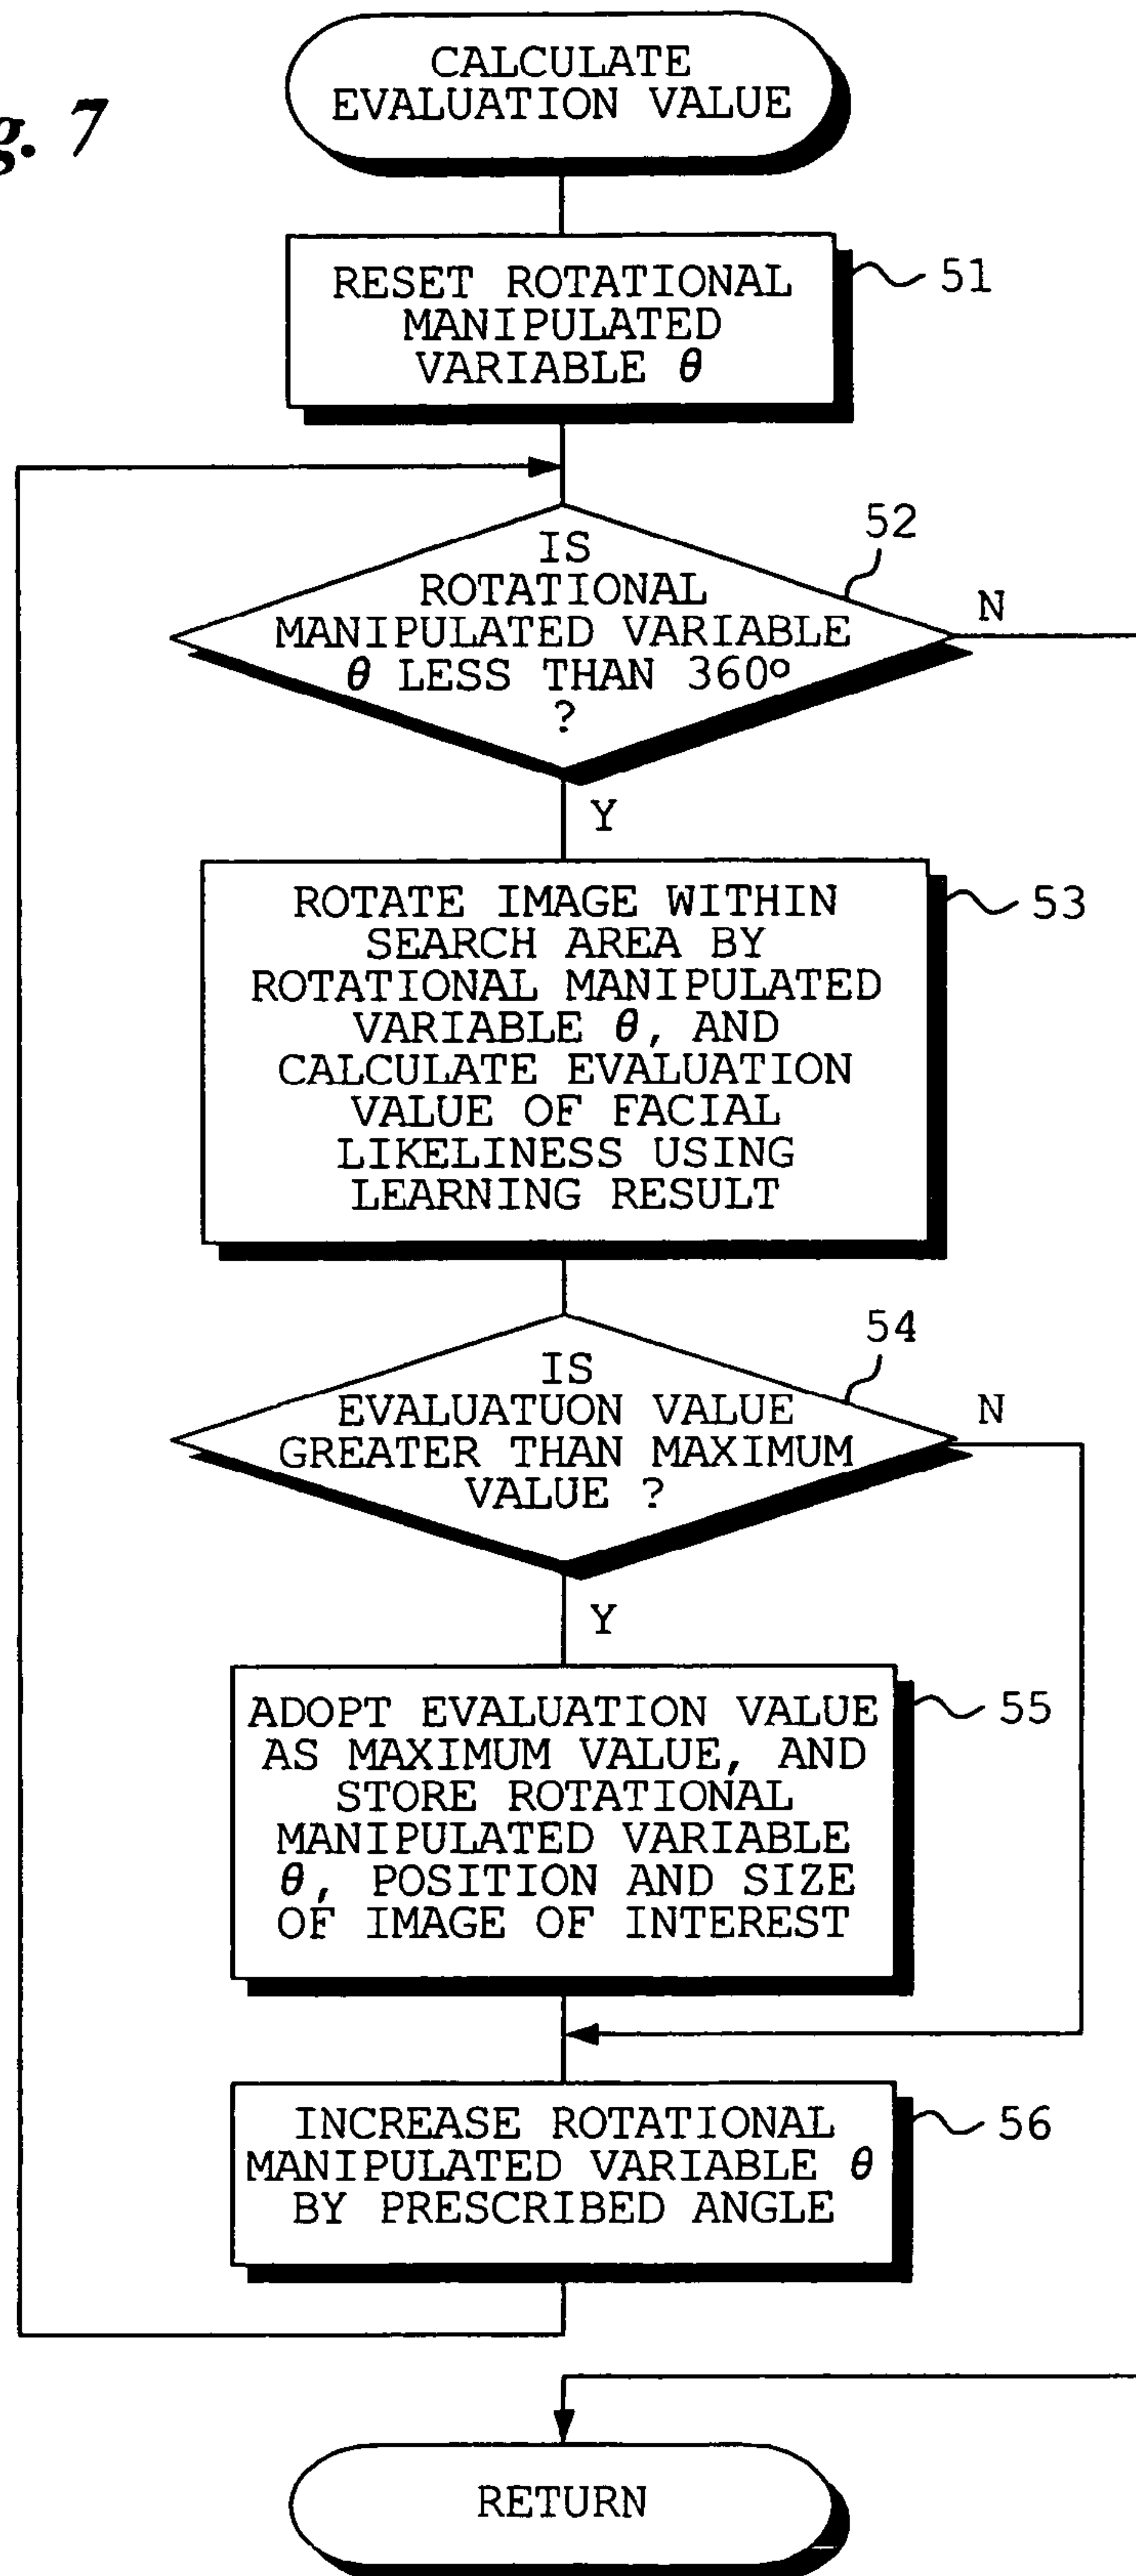 g. 7
CALCULATE
EVALUATION VALUE
RESET ROTATIONAL
MANIPULATED
VARIABLE θ
51
IS
ROTATIONAL
MANIPULATED VARIABLE
θ LESS THAN 360º
?
52
N
Y
ROTATE IMAGE WITHIN
SEARCH AREA BY
ROTATIONAL MANIPULATED
VARIABLE θ, AND
CALCULATE EVALUATION
VALUE OF FACIAL
LIKELINESS USING
LEARNING RESULT
53
IS
EVALUATUON VALUE
GREATER THAN MAXIMUM
VALUE ?
54
N
Y
ADOPT EVALUATION VALUE
AS MAXIMUM VALUE, AND
STORE ROTATIONAL
MANIPULATED VARIABLE
θ, POSITION AND SIZE
OF IMAGE OF INTEREST
55
INCREASE ROTATIONAL
MANIPULATED VARIABLE θ
BY PRESCRIBED ANGLE
56
RETURN